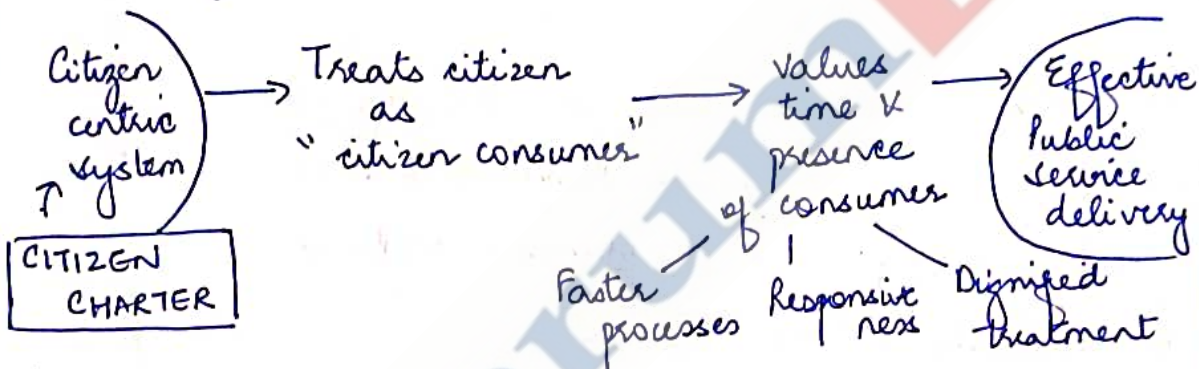 Citizen
centric
system
CITIZEN
CHARTER
Treats citizen
as
"citizen consumer"
values
time &
presence
of consumer
Faster
processes
Responsive
ness
Dignified
treatment
Effective
Public
service
delivery